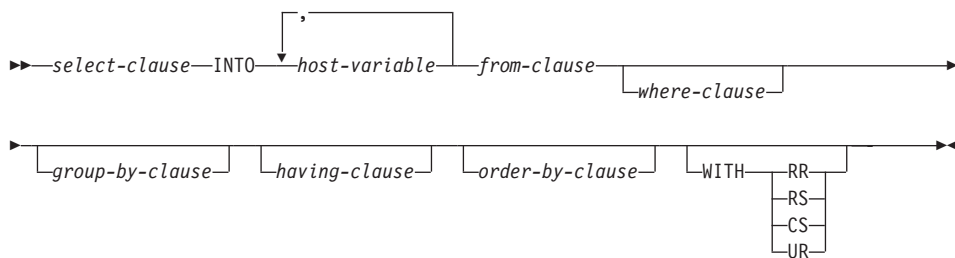 ,
select-clause INTO host-variable from-clause
where-clause
group-by-clause having-clause order-by-clause WITH RR
RS
CS
UR